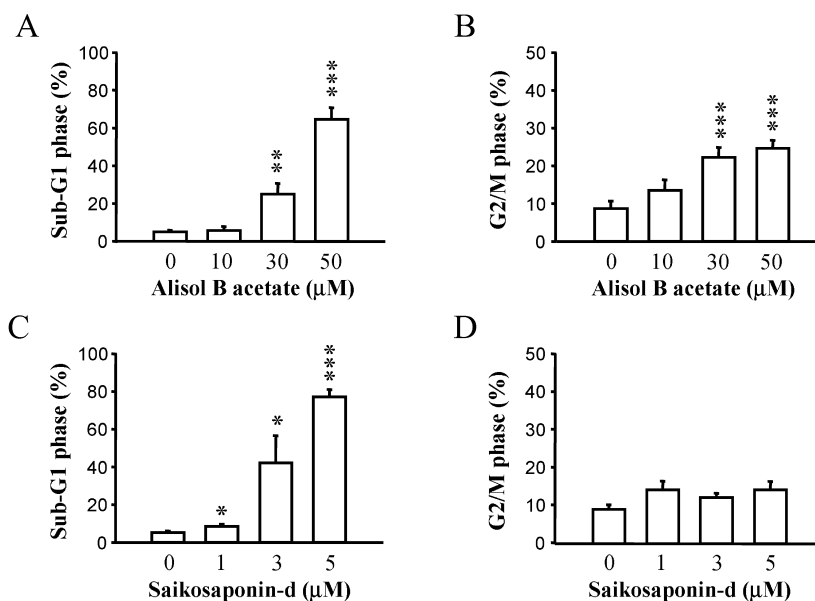 A
Sub-G1 phase (%)
100
80
60
40
20
0
**
***
0 10 30 50
Alisol B acetate (µM)
B
G2/M phase (%)
50
40
30
20
10
0
***
***
0 10 30 50
Alisol B acetate (µM)
C
Sub-G1 phase (%)
100
80
60
40
20
0
*
*
***
0 1 3 5
Saikosaponin-d (µM)
D
G2/M phase (%)
50
40
30
20
10
0
0 1 3 5
Saikosaponin-d (µM)